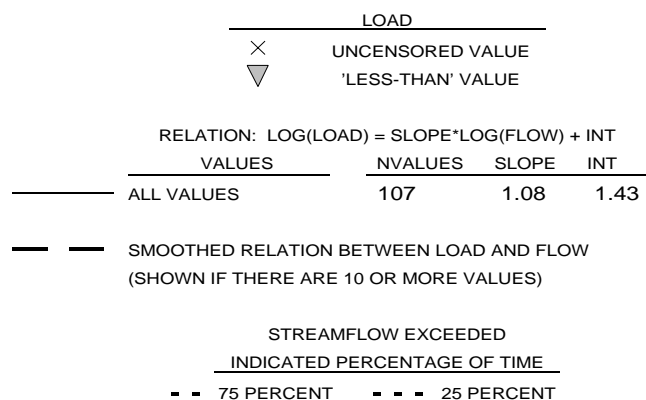 LOAD
UNCENSORED VALUE
'LESS-THAN' VALUE
RELATION: LOG(LOAD) = SLOPE*LOG(FLOW) + INT
VALUES NVALUES SLOPE INT
ALL VALUES 107 1.08 1.43
SMOOTHED RELATION BETWEEN LOAD AND FLOW
(SHOWN IF THERE ARE 10 OR MORE VALUES)
STREAMFLOW EXCEEDED
INDICATED PERCENTAGE OF TIME
75 PERCENT 25 PERCENT